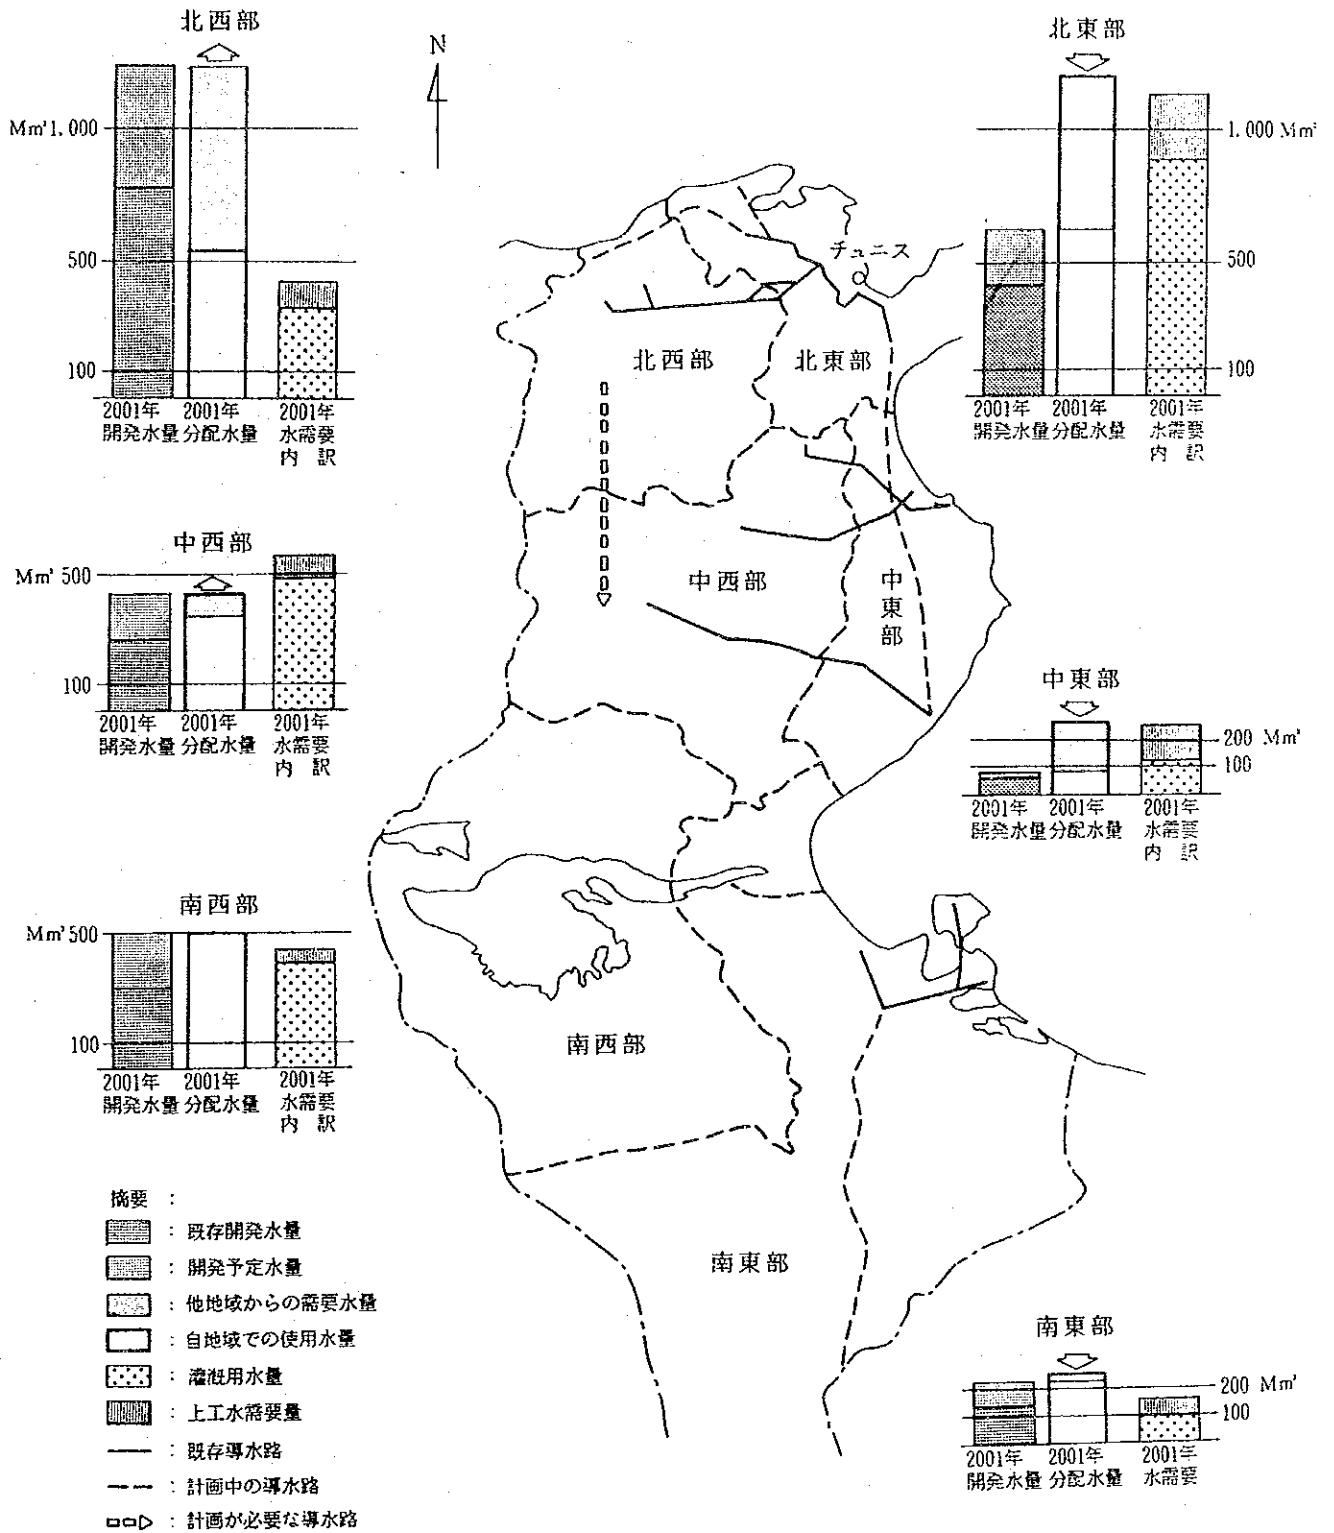 北西部
Mm³ 1,000
500
100
2001年 開発水量
2001年 分配水量
2001年 水需要 内訳
中西部
Mm³ 500
100
2001年 開発水量
2001年 分配水量
2001年 水需要 内訳
南西部
Mm³ 500
100
2001年 開発水量
2001年 分配水量
2001年 水需要 内訳
N
チュニス
北西部
北東部
中西部
中東部
南西部
南東部
北東部
1,000 Mm³
500
100
2001年 開発水量
2001年 分配水量
2001年 水需要 内訳
中東部
200 Mm³
100
2001年 開発水量
2001年 分配水量
2001年 水需要 内訳
南東部
200 Mm³
100
2001年 開発水量
2001年 分配水量
2001年 水需要
摘要 :
: 既存開発水量
: 開発予定水量
: 他地域からの需要水量
: 自地域での使用水量
: 灌漑用水量
: 上工水需要量
: 既存導水路
: 計画中の導水路
: 計画が必要な導水路